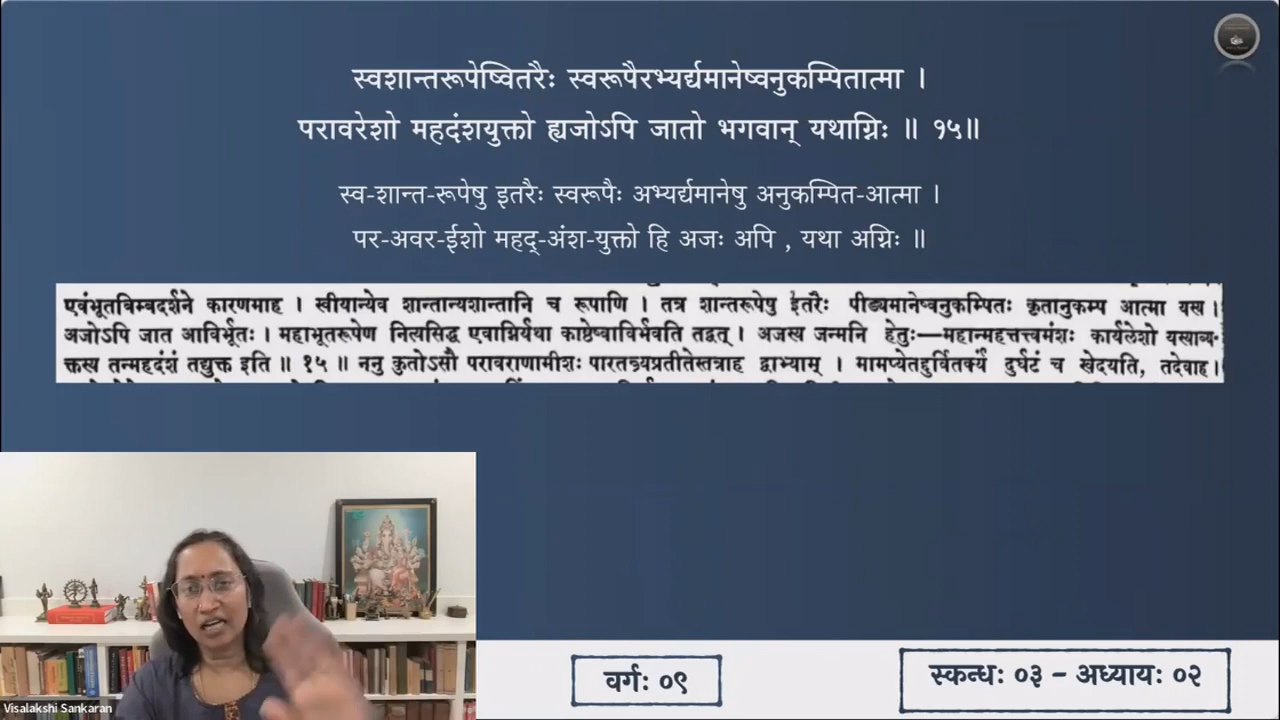 स्वशान्तरूपेष्वितरैः स्वरूपैरभ्यर्द्यमानेष्वनुकम्पितात्मा ।
परावरेशो महदंशयुक्तो ह्यजोऽपि जातो भगवान् यथाग्निः ॥ १५॥
स्व-शान्त-रूपेषु इतरैः स्वरूपैः अभ्यर्द्यमानेषु अनुकम्पित-आत्मा ।
पर-अवर-ईशो महद्-अंश-युक्तो हि अजः अपि , यथा अग्निः ॥
एवंभूतबिम्बदर्शने कारणमाह । स्वीयान्येव शान्तान्यशान्तानि च रूपाणि । तत्र शान्तरूपेषु इतरैः पीड्यमानेष्वनुकम्पितः कृतानुकम्प आत्मा यस्य ।
अजोऽपि जात आविर्भूतः । महाभूतरूपेण नित्यसिद्ध एवाग्निर्यथा काष्ठेष्वाविर्भवति तद्वत् । अजस्य जन्मनि हेतुः—महान्महत्तत्त्वमंशः कार्यलेशो यस्याव्य-
क्तस्य तन्महदंशं तद्युक्त इति ॥ १५ ॥ ननु कुतोऽसौ परावराणामीशः पारतन्त्र्यप्रतीतेस्तत्राह द्वाभ्याम् । मामप्येतद्दुर्वितर्क्यं दुर्घटं च खेदयति, तदेवाह ।
Visalakshi Sankaran
वर्गः ०९
स्कन्धः ०३ - अध्यायः ०२